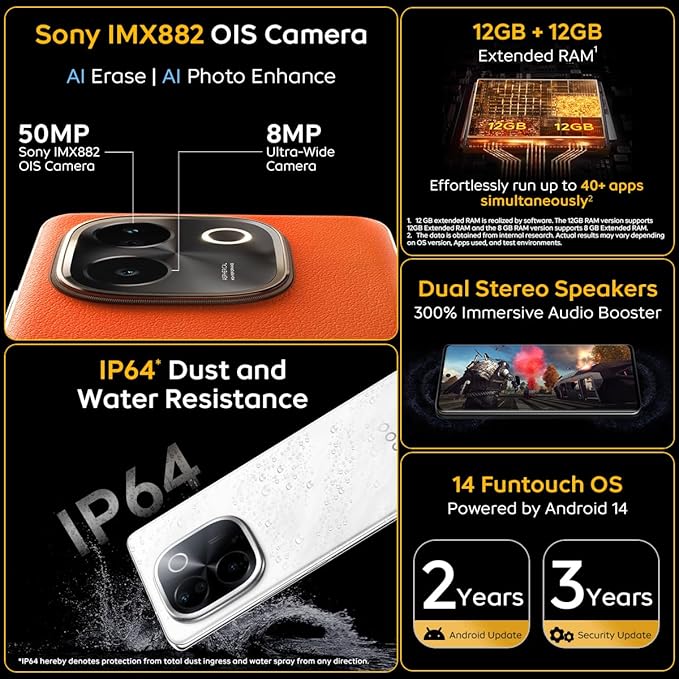 Sony IMX882 OIS Camera
AI Erase | AI Photo Enhance
50MP
Sony IMX882
OIS Camera
8MP
Ultra-Wide
Camera
12GB + 12GB
Extended RAM¹
12GB 12GB
Effortlessly run up to 40+ apps
simultaneously²
1. 12 GB extended RAM is realized by software. The 12GB RAM version supports
12GB Extended RAM and the 8 GB RAM version supports 8 GB Extended RAM.
2. The data is obtained from internal research. Actual results may vary depending
on OS version, Apps used, and test environments.
Dual Stereo Speakers
300% Immersive Audio Booster
IP64* Dust and
Water Resistance
IP64
*IP64 hereby denotes protection from total dust ingress and water spray from any direction.
14 Funtouch OS
Powered by Android 14
2 Years
Android Update
3 Years
Security Update